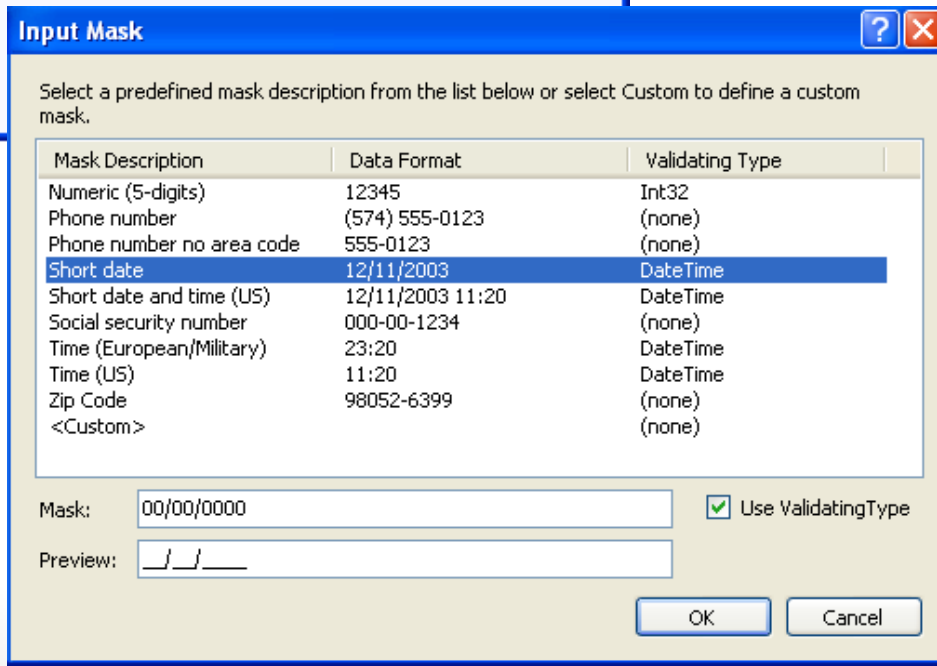 Input Mask
Select a predefined mask description from the list below or select Custom to define a custom
mask.
Mask Description Data Format Validating Type
Numeric (5-digits) 12345 Int32
Phone number (574) 555-0123 (none)
Phone number no area code 555-0123 (none)
Short date 12/11/2003 DateTime
Short date and time (US) 12/11/2003 11:20 DateTime
Social security number 000-00-1234 (none)
Time (European/Military) 23:20 DateTime
Time (US) 11:20 DateTime
Zip Code 98052-6399 (none)
<Custom> (none)
Mask: 00/00/0000 Use ValidatingType
Preview: __/__/____
OK Cancel